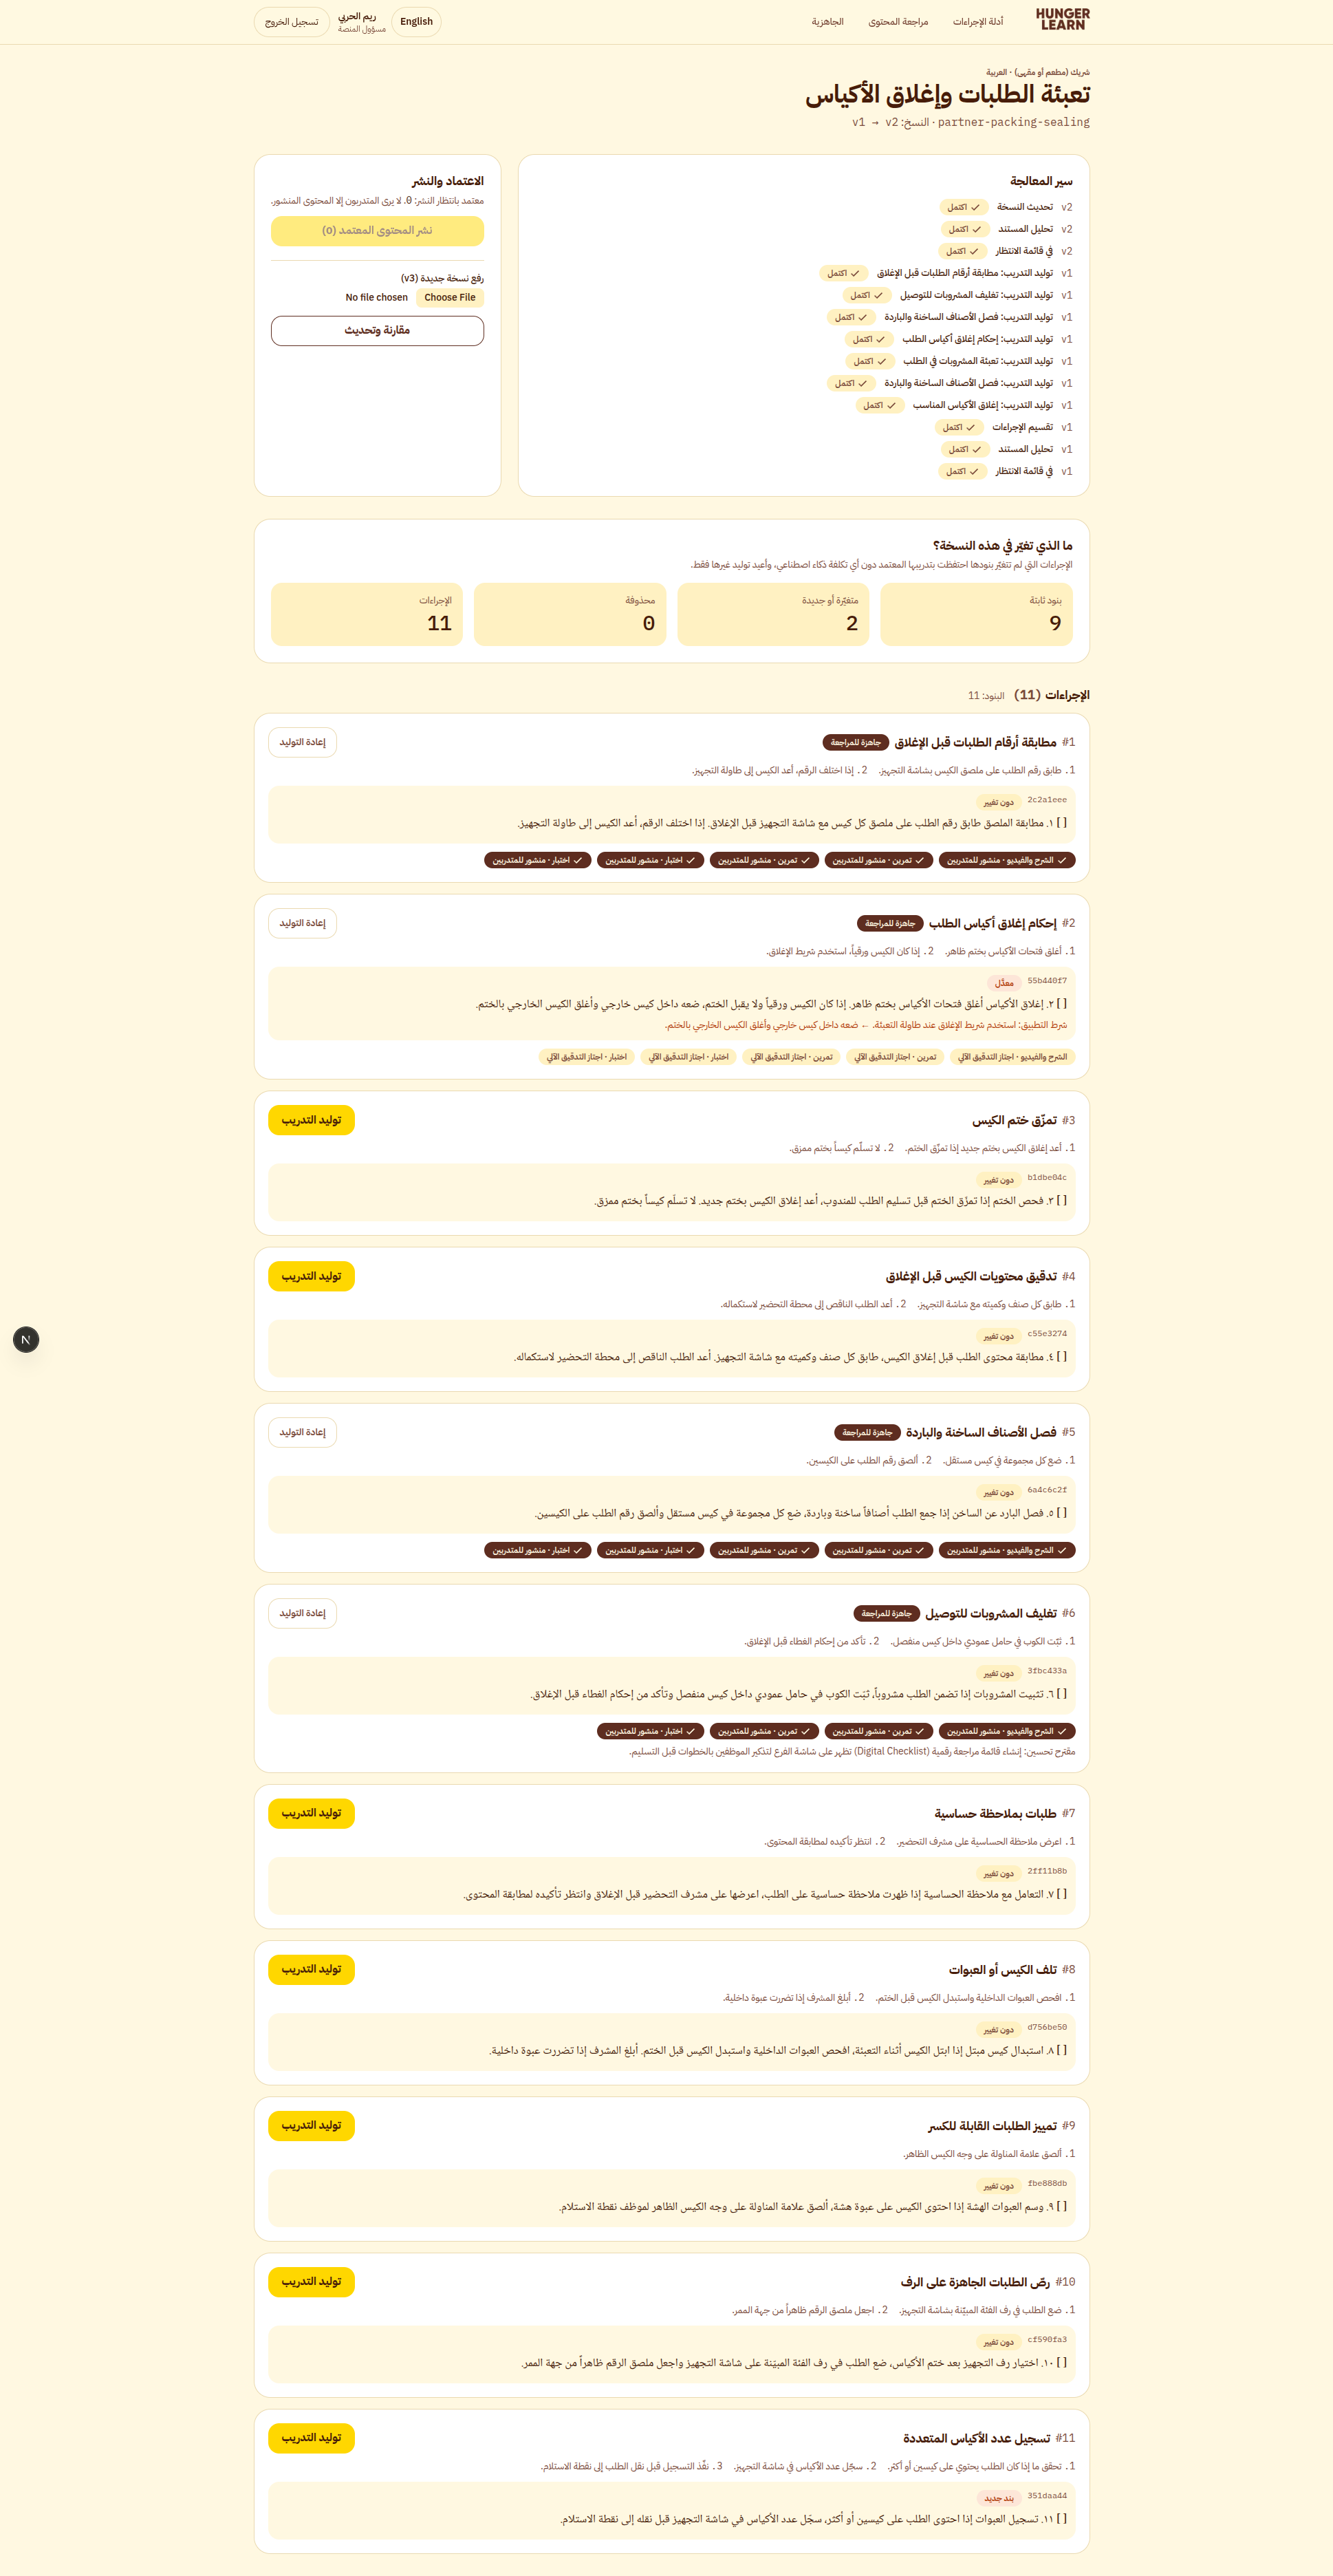 HUNGER
LEARN
أدلة الإجراءات
مراجعة المحتوى
الجاهزية
English
ريم الحربي
مسؤول المنصة
تسجيل الخروج
شريك (مطعم أو مقهى) · العربية
تعبئة الطلبات وإغلاق الأكياس
partner-packing-sealing · النسخ: v1 → v2
سير المعالجة
v2 تحديث النسخة ✓ اكتمل
v2 تحليل المستند ✓ اكتمل
v2 في قائمة الانتظار ✓ اكتمل
v1 توليد التدريب: مطابقة أرقام الطلبات قبل الإغلاق ✓ اكتمل
v1 توليد التدريب: تغليف المشروبات للتوصيل ✓ اكتمل
v1 توليد التدريب: فصل الأصناف الساخنة والباردة ✓ اكتمل
v1 توليد التدريب: إحكام إغلاق أكياس الطلب ✓ اكتمل
v1 توليد التدريب: تعبئة المشروبات في الطلب ✓ اكتمل
v1 توليد التدريب: فصل الأصناف الساخنة والباردة ✓ اكتمل
v1 توليد التدريب: إغلاق الأكياس المناسب ✓ اكتمل
v1 تقسيم الإجراءات ✓ اكتمل
v1 تحليل المستند ✓ اكتمل
v1 في قائمة الانتظار ✓ اكتمل
الاعتماد والنشر
معتمد بانتظار النشر: 0. لا يرى المتدربون إلا المحتوى المنشور.
نشر المحتوى المعتمد (0)
رفع نسخة جديدة (v3)
Choose File No file chosen
مقارنة وتحديث
ما الذي تغيّر في هذه النسخة؟
الإجراءات التي لم تتغيّر بنودها احتفظت بتدريبها المعتمد دون أي تكلفة ذكاء اصطناعي، وأعيد توليد غيرها فقط.
بنود ثابتة
9
متغيّرة أو جديدة
2
محذوفة
0
الإجراءات
11
الإجراءات (11) البنود: 11
#1 مطابقة أرقام الطلبات قبل الإغلاق جاهزة للمراجعة
إعادة التوليد
1. طابق رقم الطلب على ملصق الكيس بشاشة التجهيز. 2. إذا اختلف الرقم، أعد الكيس إلى طاولة التجهيز.
2c2a1eee دون تغيير
[ ] ١. مطابقة الملصق طابق رقم الطلب على ملصق كل كيس مع شاشة التجهيز قبل الإغلاق. إذا اختلف الرقم، أعد الكيس إلى طاولة التجهيز.
✓ الشرح والفيديو · منشور للمتدربين ✓ تمرين · منشور للمتدربين ✓ تمرين · منشور للمتدربين ✓ اختبار · منشور للمتدربين ✓ اختبار · منشور للمتدربين
#2 إحكام إغلاق أكياس الطلب جاهزة للمراجعة
إعادة التوليد
1. أغلق فتحات الأكياس بختم ظاهر. 2. إذا كان الكيس ورقياً، استخدم شريط الإغلاق.
55b440f7 معدّل
[ ] ٢. إغلاق الأكياس أغلق فتحات الأكياس بختم ظاهر. إذا كان الكيس ورقياً ولا يقبل الختم، ضعه داخل كيس خارجي وأغلق الكيس الخارجي بالختم.
شرط التطبيق: استخدم شريط الإغلاق عند طاولة التعبئة. ← ضعه داخل كيس خارجي وأغلق الكيس الخارجي بالختم.
الشرح والفيديو · اجتاز التدقيق الآلي تمرين · اجتاز التدقيق الآلي تمرين · اجتاز التدقيق الآلي اختبار · اجتاز التدقيق الآلي اختبار · اجتاز التدقيق الآلي
#3 تمزّق ختم الكيس
توليد التدريب
1. أعد إغلاق الكيس بختم جديد إذا تمزّق الختم. 2. لا تسلّم كيساً بختم ممزق.
b1dbe04c دون تغيير
[ ] ٣. فحص الختم إذا تمزّق الختم قبل تسليم الطلب للمندوب، أعد إغلاق الكيس بختم جديد. لا تسلّم كيساً بختم ممزق.
#4 تدقيق محتويات الكيس قبل الإغلاق
توليد التدريب
1. طابق كل صنف وكميته مع شاشة التجهيز. 2. أعد الطلب الناقص إلى محطة التحضير لاستكماله.
c55e3274 دون تغيير
[ ] ٤. مطابقة محتوى الطلب قبل إغلاق الكيس، طابق كل صنف وكميته مع شاشة التجهيز. أعد الطلب الناقص إلى محطة التحضير لاستكماله.
#5 فصل الأصناف الساخنة والباردة جاهزة للمراجعة
إعادة التوليد
1. ضع كل مجموعة في كيس مستقل. 2. ألصق رقم الطلب على الكيسين.
6a4c6c2f دون تغيير
[ ] ٥. فصل البارد عن الساخن إذا جمع الطلب أصنافاً ساخنة وباردة، ضع كل مجموعة في كيس مستقل وألصق رقم الطلب على الكيسين.
✓ الشرح والفيديو · منشور للمتدربين ✓ تمرين · منشور للمتدربين ✓ تمرين · منشور للمتدربين ✓ اختبار · منشور للمتدربين ✓ اختبار · منشور للمتدربين
#6 تغليف المشروبات للتوصيل جاهزة للمراجعة
إعادة التوليد
1. ثبّت الكوب في حامل عمودي داخل كيس منفصل. 2. تأكد من إحكام الغطاء قبل الإغلاق.
3fbc433a دون تغيير
[ ] ٦. تثبيت المشروبات إذا تضمن الطلب مشروباً، ثبّت الكوب في حامل عمودي داخل كيس منفصل وتأكد من إحكام الغطاء قبل الإغلاق.
✓ الشرح والفيديو · منشور للمتدربين ✓ تمرين · منشور للمتدربين ✓ تمرين · منشور للمتدربين ✓ اختبار · منشور للمتدربين
مقترح تحسين: إنشاء قائمة مراجعة رقمية (Digital Checklist) تظهر على شاشة الفرع لتذكير الموظفين بالخطوات قبل التسليم.
#7 طلبات بملاحظة حساسية
توليد التدريب
1. اعرض ملاحظة الحساسية على مشرف التحضير. 2. انتظر تأكيده لمطابقة المحتوى.
2ff11b8b دون تغيير
[ ] ٧. التعامل مع ملاحظة الحساسية إذا ظهرت ملاحظة حساسية على الطلب، اعرضها على مشرف التحضير قبل الإغلاق وانتظر تأكيده لمطابقة المحتوى.
#8 تلف الكيس أو العبوات
توليد التدريب
1. افحص العبوات الداخلية واستبدل الكيس قبل الختم. 2. أبلغ المشرف إذا تضررت عبوة داخلية.
d756be50 دون تغيير
[ ] ٨. استبدال كيس مبتل إذا ابتل الكيس أثناء التعبئة، افحص العبوات الداخلية واستبدل الكيس قبل الختم. أبلغ المشرف إذا تضررت عبوة داخلية.
#9 تمييز الطلبات القابلة للكسر
توليد التدريب
1. ألصق علامة المناولة على وجه الكيس الظاهر.
fbe888db دون تغيير
[ ] ٩. وسم العبوات الهشة إذا احتوى الكيس على عبوة هشة، ألصق علامة المناولة على وجه الكيس الظاهر لموظف نقطة الاستلام.
#10 رصّ الطلبات الجاهزة على الرف
توليد التدريب
1. ضع الطلب في رف الفئة المبيّنة بشاشة التجهيز. 2. اجعل ملصق الرقم ظاهراً من جهة الممر.
cf590fa3 دون تغيير
[ ] ١٠. اختيار رف التجهيز بعد ختم الأكياس، ضع الطلب في رف الفئة المبيّنة على شاشة التجهيز واجعل ملصق الرقم ظاهراً من جهة الممر.
#11 تسجيل عدد الأكياس المتعددة
توليد التدريب
1. تحقق ما إذا كان الطلب يحتوي على كيسين أو أكثر. 2. سجّل عدد الأكياس في شاشة التجهيز. 3. نفّذ التسجيل قبل نقل الطلب إلى نقطة الاستلام.
351daa44 بند جديد
[ ] ١١. تسجيل العبوات إذا احتوى الطلب على كيسين أو أكثر، سجّل عدد الأكياس في شاشة التجهيز قبل نقله إلى نقطة الاستلام.